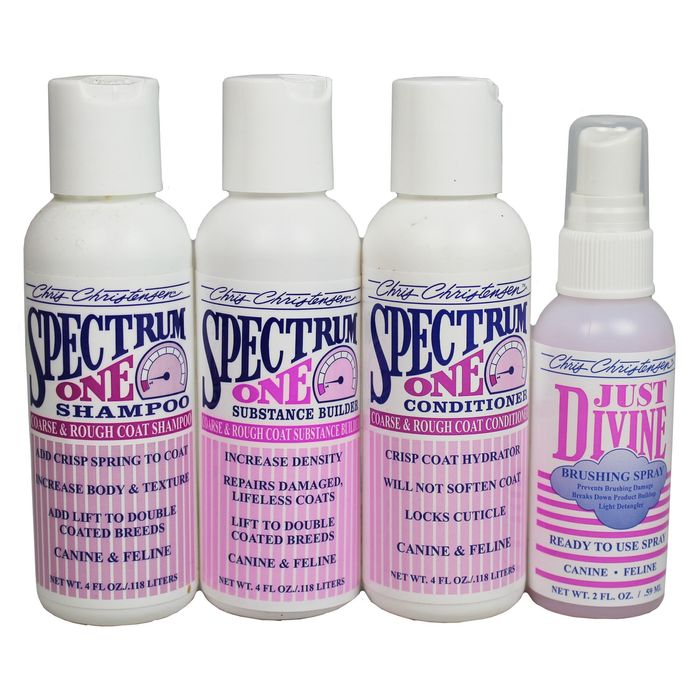 Chris Christensen
SPECTRUM
ONE
SHAMPOO
COARSE & ROUGH COAT SHAMPOO
ADD CRISP SPRING TO COAT
INCREASE BODY & TEXTURE
ADD LIFT TO DOUBLE
COATED BREEDS
CANINE & FELINE
NET WT. 4 FL OZ./.118 LITERS
Chris Christensen
SPECTRUM
ONE
SUBSTANCE BUILDER
COARSE & ROUGH COAT SUBSTANCE BUILDER
INCREASE DENSITY
REPAIRS DAMAGED,
LIFELESS COATS
LIFT TO DOUBLE
COATED BREEDS
CANINE & FELINE
NET WT. 4 FL OZ./.118 LITERS
Chris Christensen
SPECTRUM
ONE
CONDITIONER
COARSE & ROUGH COAT CONDITIONER
CRISP COAT HYDRATOR
WILL NOT SOFTEN COAT
LOCKS CUTICLE
CANINE & FELINE
NET WT. 4 FL OZ./.118 LITERS
Chris Christensen
JUST
DIVINE
BRUSHING SPRAY
Prevents Brushing Damage
Breaks Down Product Buildup
Light Detangler
READY TO USE SPRAY
CANINE • FELINE
NET WT. 2 FL. OZ. / .59 ML